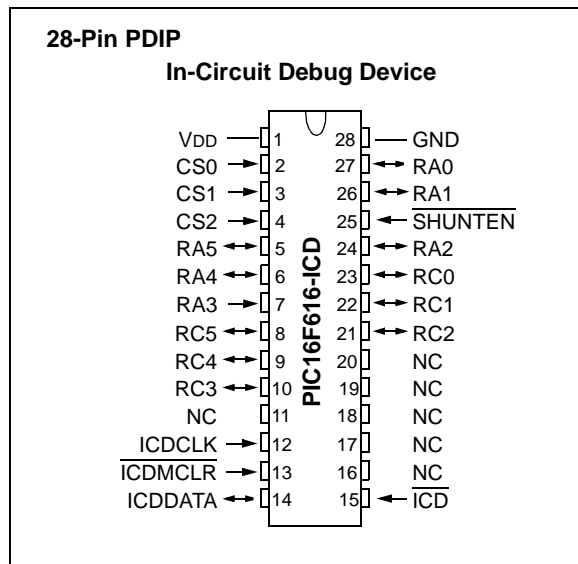 28-Pin PDIP
In-Circuit Debug Device
VDD 1 28 GND
CS0 2 27 RA0
CS1 3 26 RA1
CS2 4 25 SHUNTEN
RA5 5 24 RA2
RA4 6 23 RC0
RA3 7 22 RC1
RC5 8 21 RC2
RC4 9 20 NC
RC3 10 19 NC
NC 11 18 NC
ICDCLK 12 17 NC
ICDMCLR 13 16 NC
ICDDATA 14 15 ICD
PIC16F616-ICD